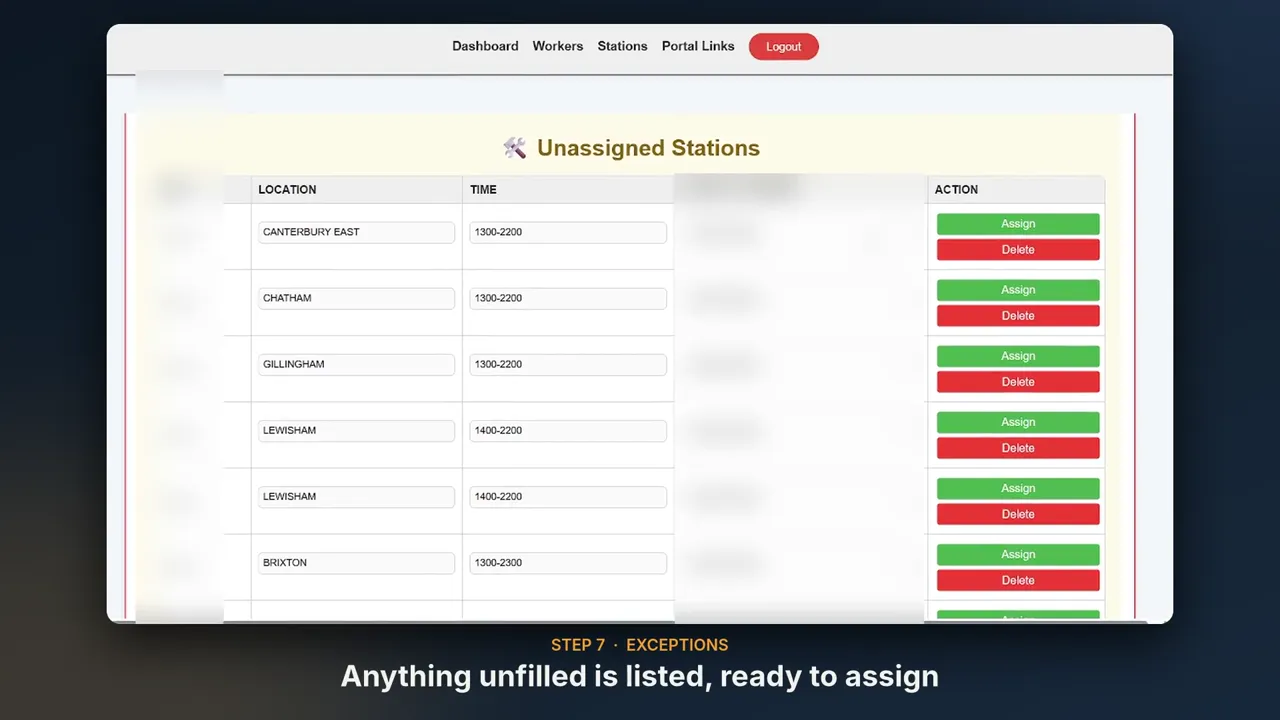 Dashboard Workers Stations Portal Links Logout
Unassigned Stations
LOCATION TIME ACTION
CANTERBURY EAST 1300-2200 Assign
Delete
CHATHAM 1300-2200 Assign
Delete
GILLINGHAM 1300-2200 Assign
Delete
LEWISHAM 1400-2200 Assign
Delete
LEWISHAM 1400-2200 Assign
Delete
BRIXTON 1300-2300 Assign
Delete
STEP 7 · EXCEPTIONS
Anything unfilled is listed, ready to assign